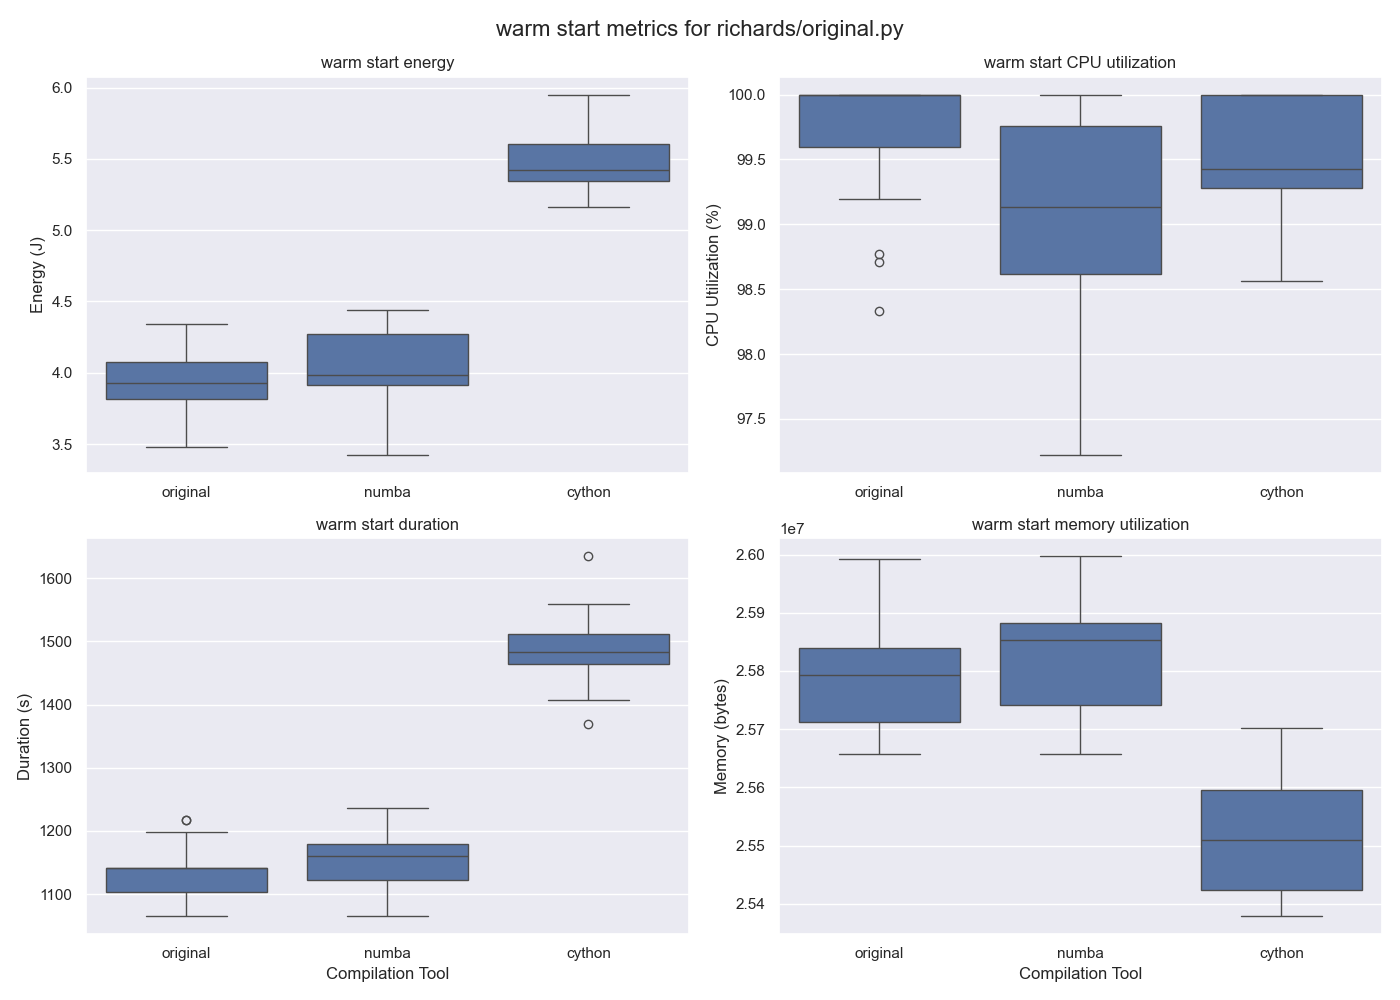 warm start metrics for richards/original.py
warm start energy
Energy (J)
6.0
5.5
5.0
4.5
4.0
3.5
original numba cython
warm start CPU utilization
CPU Utilization (%)
100.0
99.5
99.0
98.5
98.0
97.5
original numba cython
warm start duration
Duration (s)
1600
1500
1400
1300
1200
1100
original numba cython
Compilation Tool
warm start memory utilization
1e7
Memory (bytes)
2.60
2.59
2.58
2.57
2.56
2.55
2.54
original numba cython
Compilation Tool